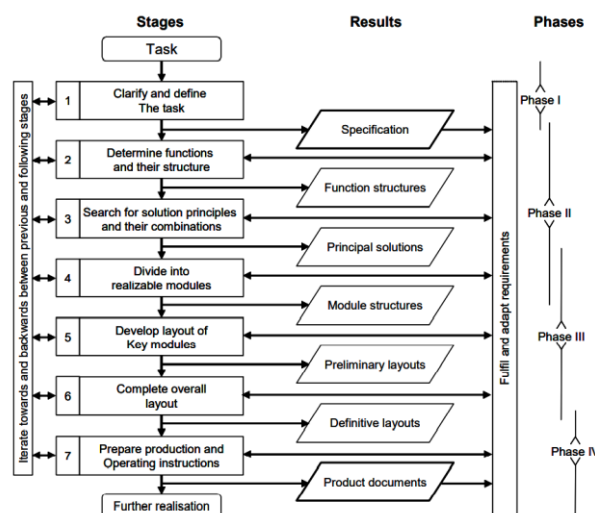 Stages
Results
Phases
Task
1
Clarify and define
The task
Specification
Phase I
2
Determine functions
and their structure
Function structures
3
Search for solution principles
and their combinations
Phase II
Principal solutions
4
Divide into
realizable modules
Module structures
5
Develop layout of
Key modules
Phase III
Preliminary layouts
6
Complete overall
layout
Definitive layouts
7
Prepare production and
Operating instructions
Phase IV
Product documents
Further realisation
Iterate towards and backwards between previous and following stages
Fulfil and adapt requirements